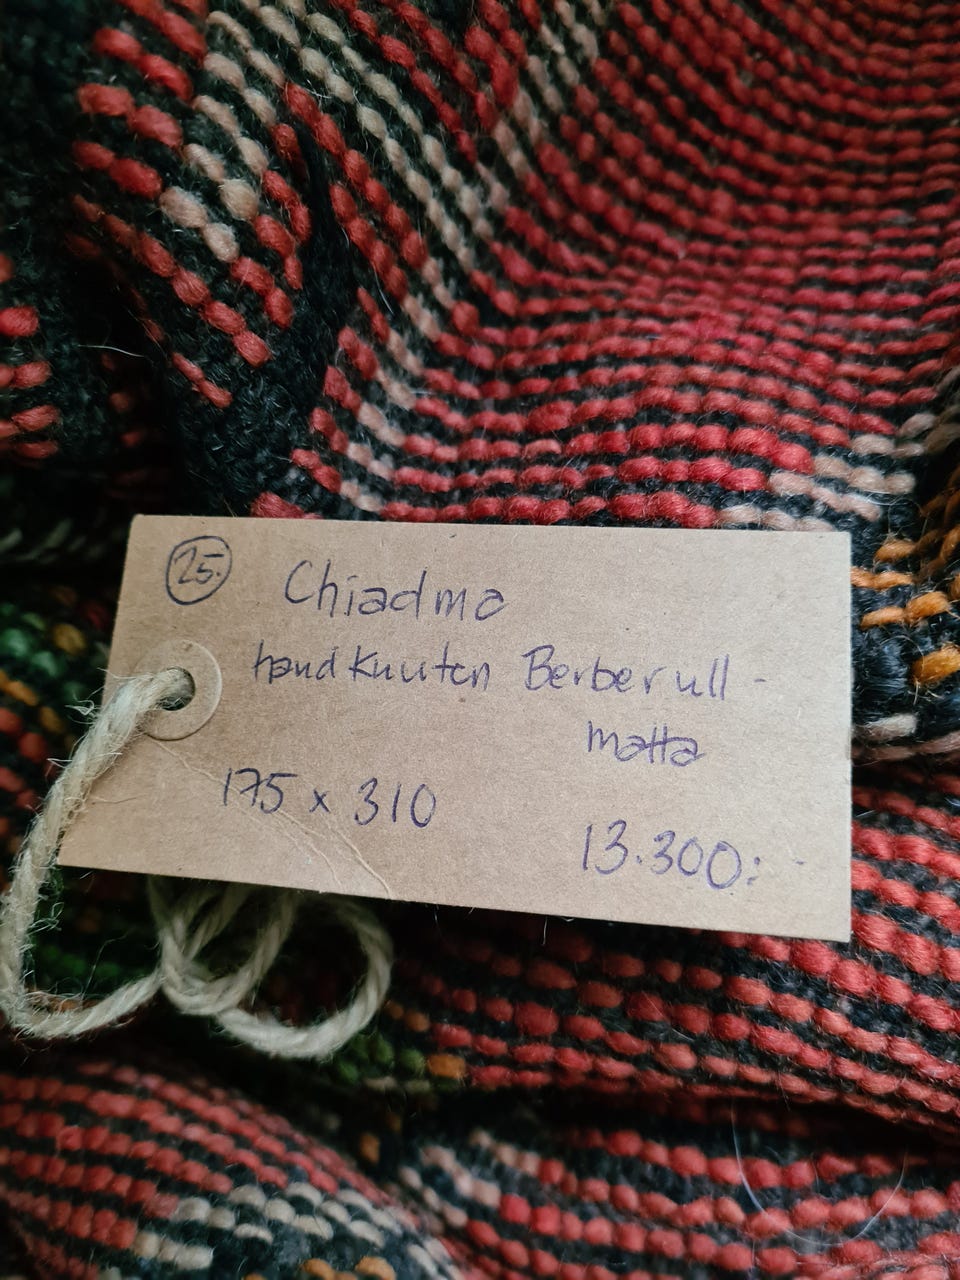 25.
Chiadma
handknuten Berberull-
matta
175 x 310
13.300:-